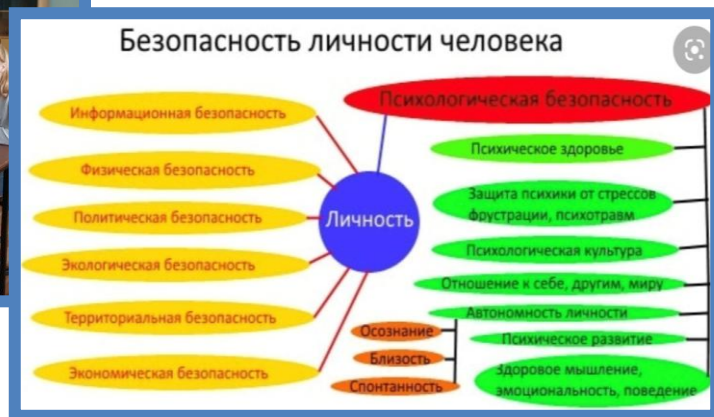 Безопасность личности человека
Информационная безопасность
Физическая безопасность
Политическая безопасность
Экологическая безопасность
Территориальная безопасность
Экономическая безопасность
Личность
Психологическая безопасность
Психическое здоровье
Защита психики от стрессов
фрустрации, психотравм
Психологическая культура
Отношение к себе, другим, миру
Автономность личности
Осознание
Близость
Спонтанность
Психическое развитие
Здоровое мышление,
эмоциональность, поведение